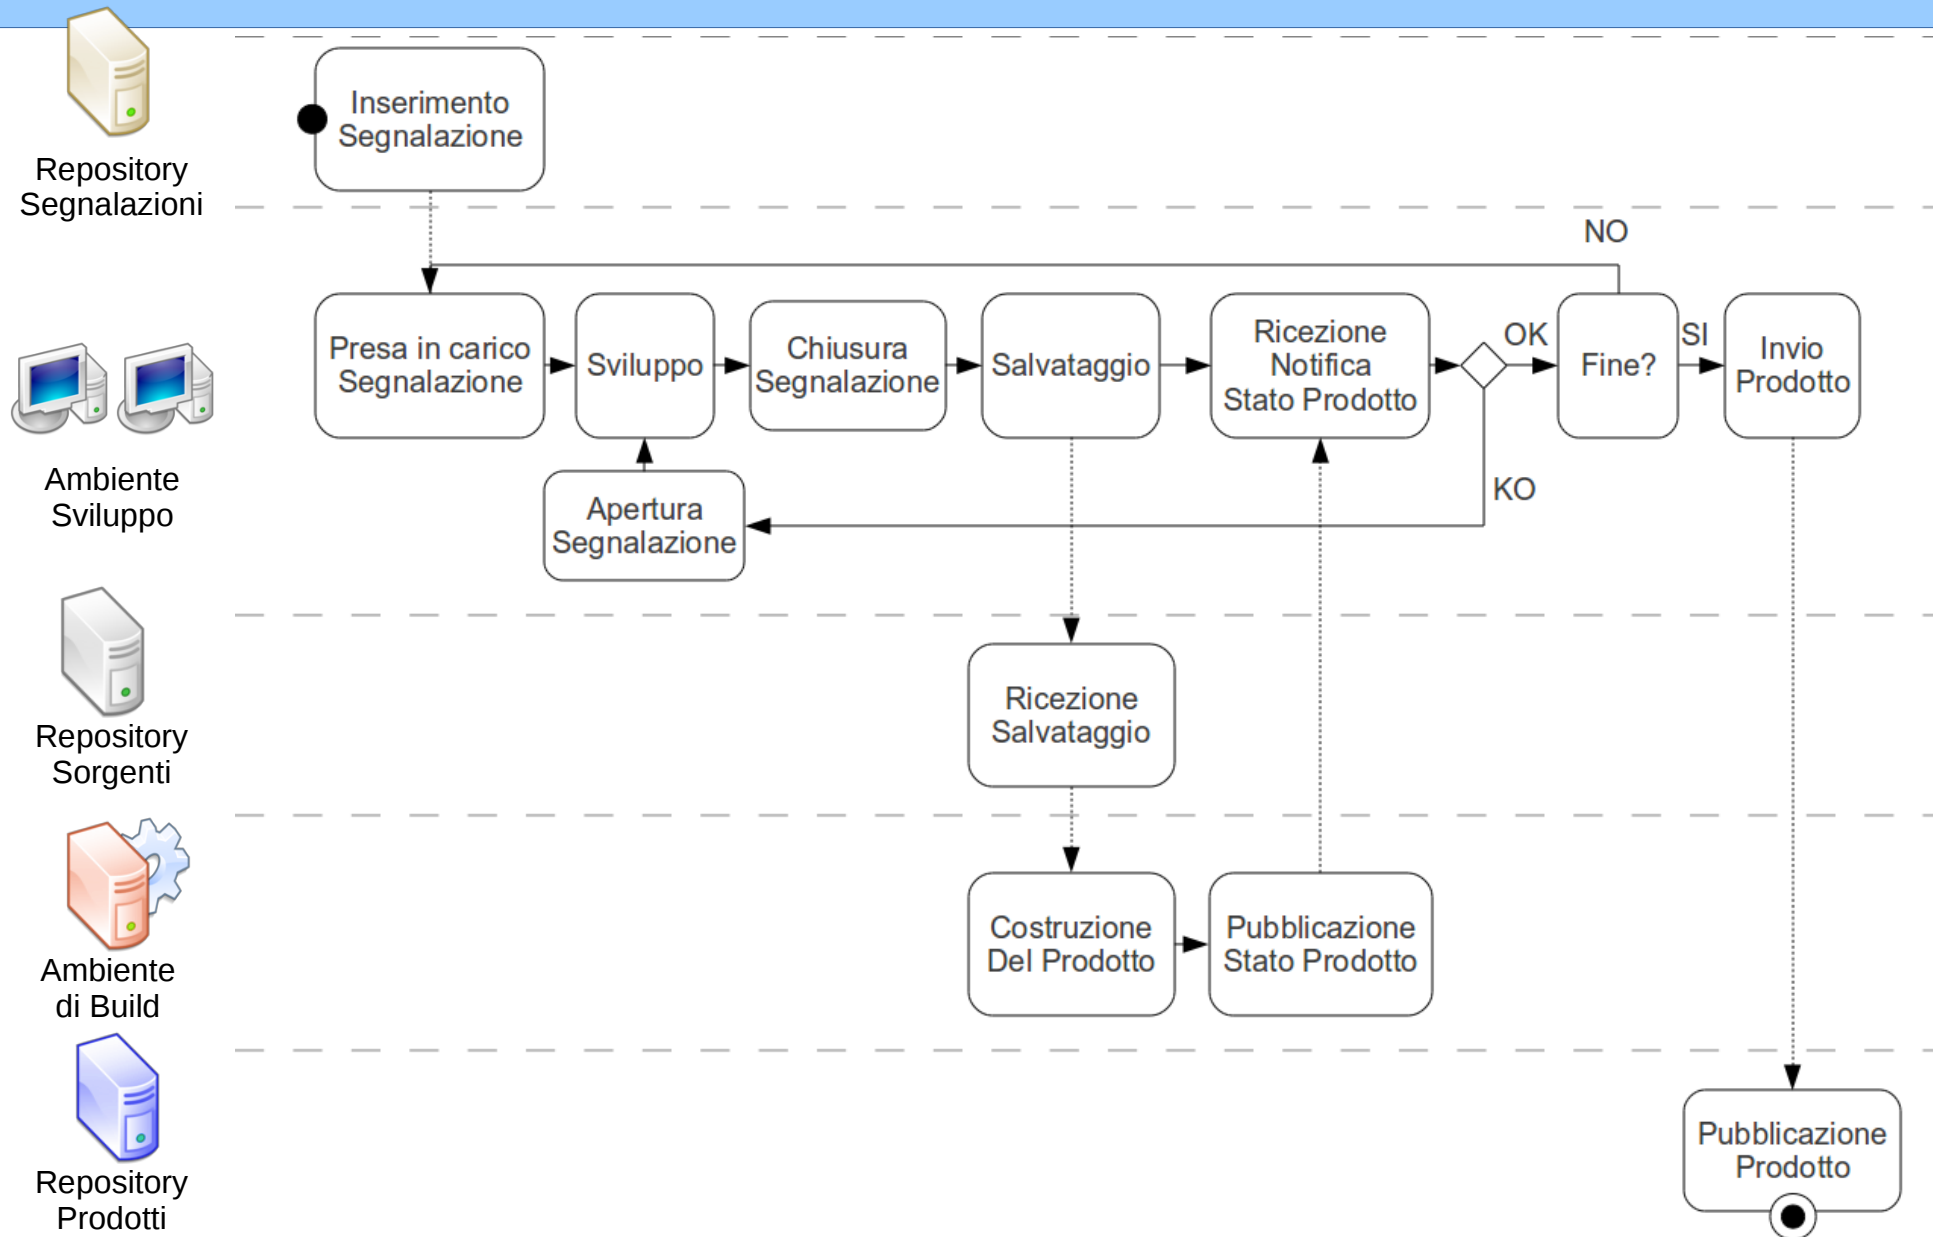 Repository
Segnalazioni
Inserimento
Segnalazione
NO
Ambiente
Sviluppo
Presa in carico
Segnalazione
Sviluppo
Chiusura
Segnalazione
Salvataggio
Ricezione
Notifica
Stato Prodotto
OK
Fine?
SI
Invio
Prodotto
KO
Apertura
Segnalazione
Repository
Sorgenti
Ricezione
Salvataggio
Ambiente
di Build
Costruzione
Del Prodotto
Pubblicazione
Stato Prodotto
Repository
Prodotti
Pubblicazione
Prodotto